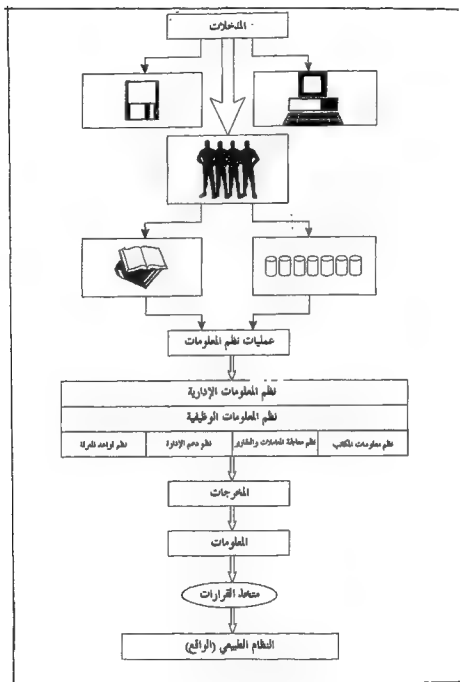 المدخلات
عمليات نظم المعلومات
نظم المعلومات الإدارية
نظم المعلومات الوظيفية
نظم معلومات المكاتب
نظم معالجة المعاملات والتقارير
نظم دعم الإدارة
نظم قواعد المعرفة
المخرجات
المعلومات
متخذ القرارات
النظام الطبيعي (الواقع)